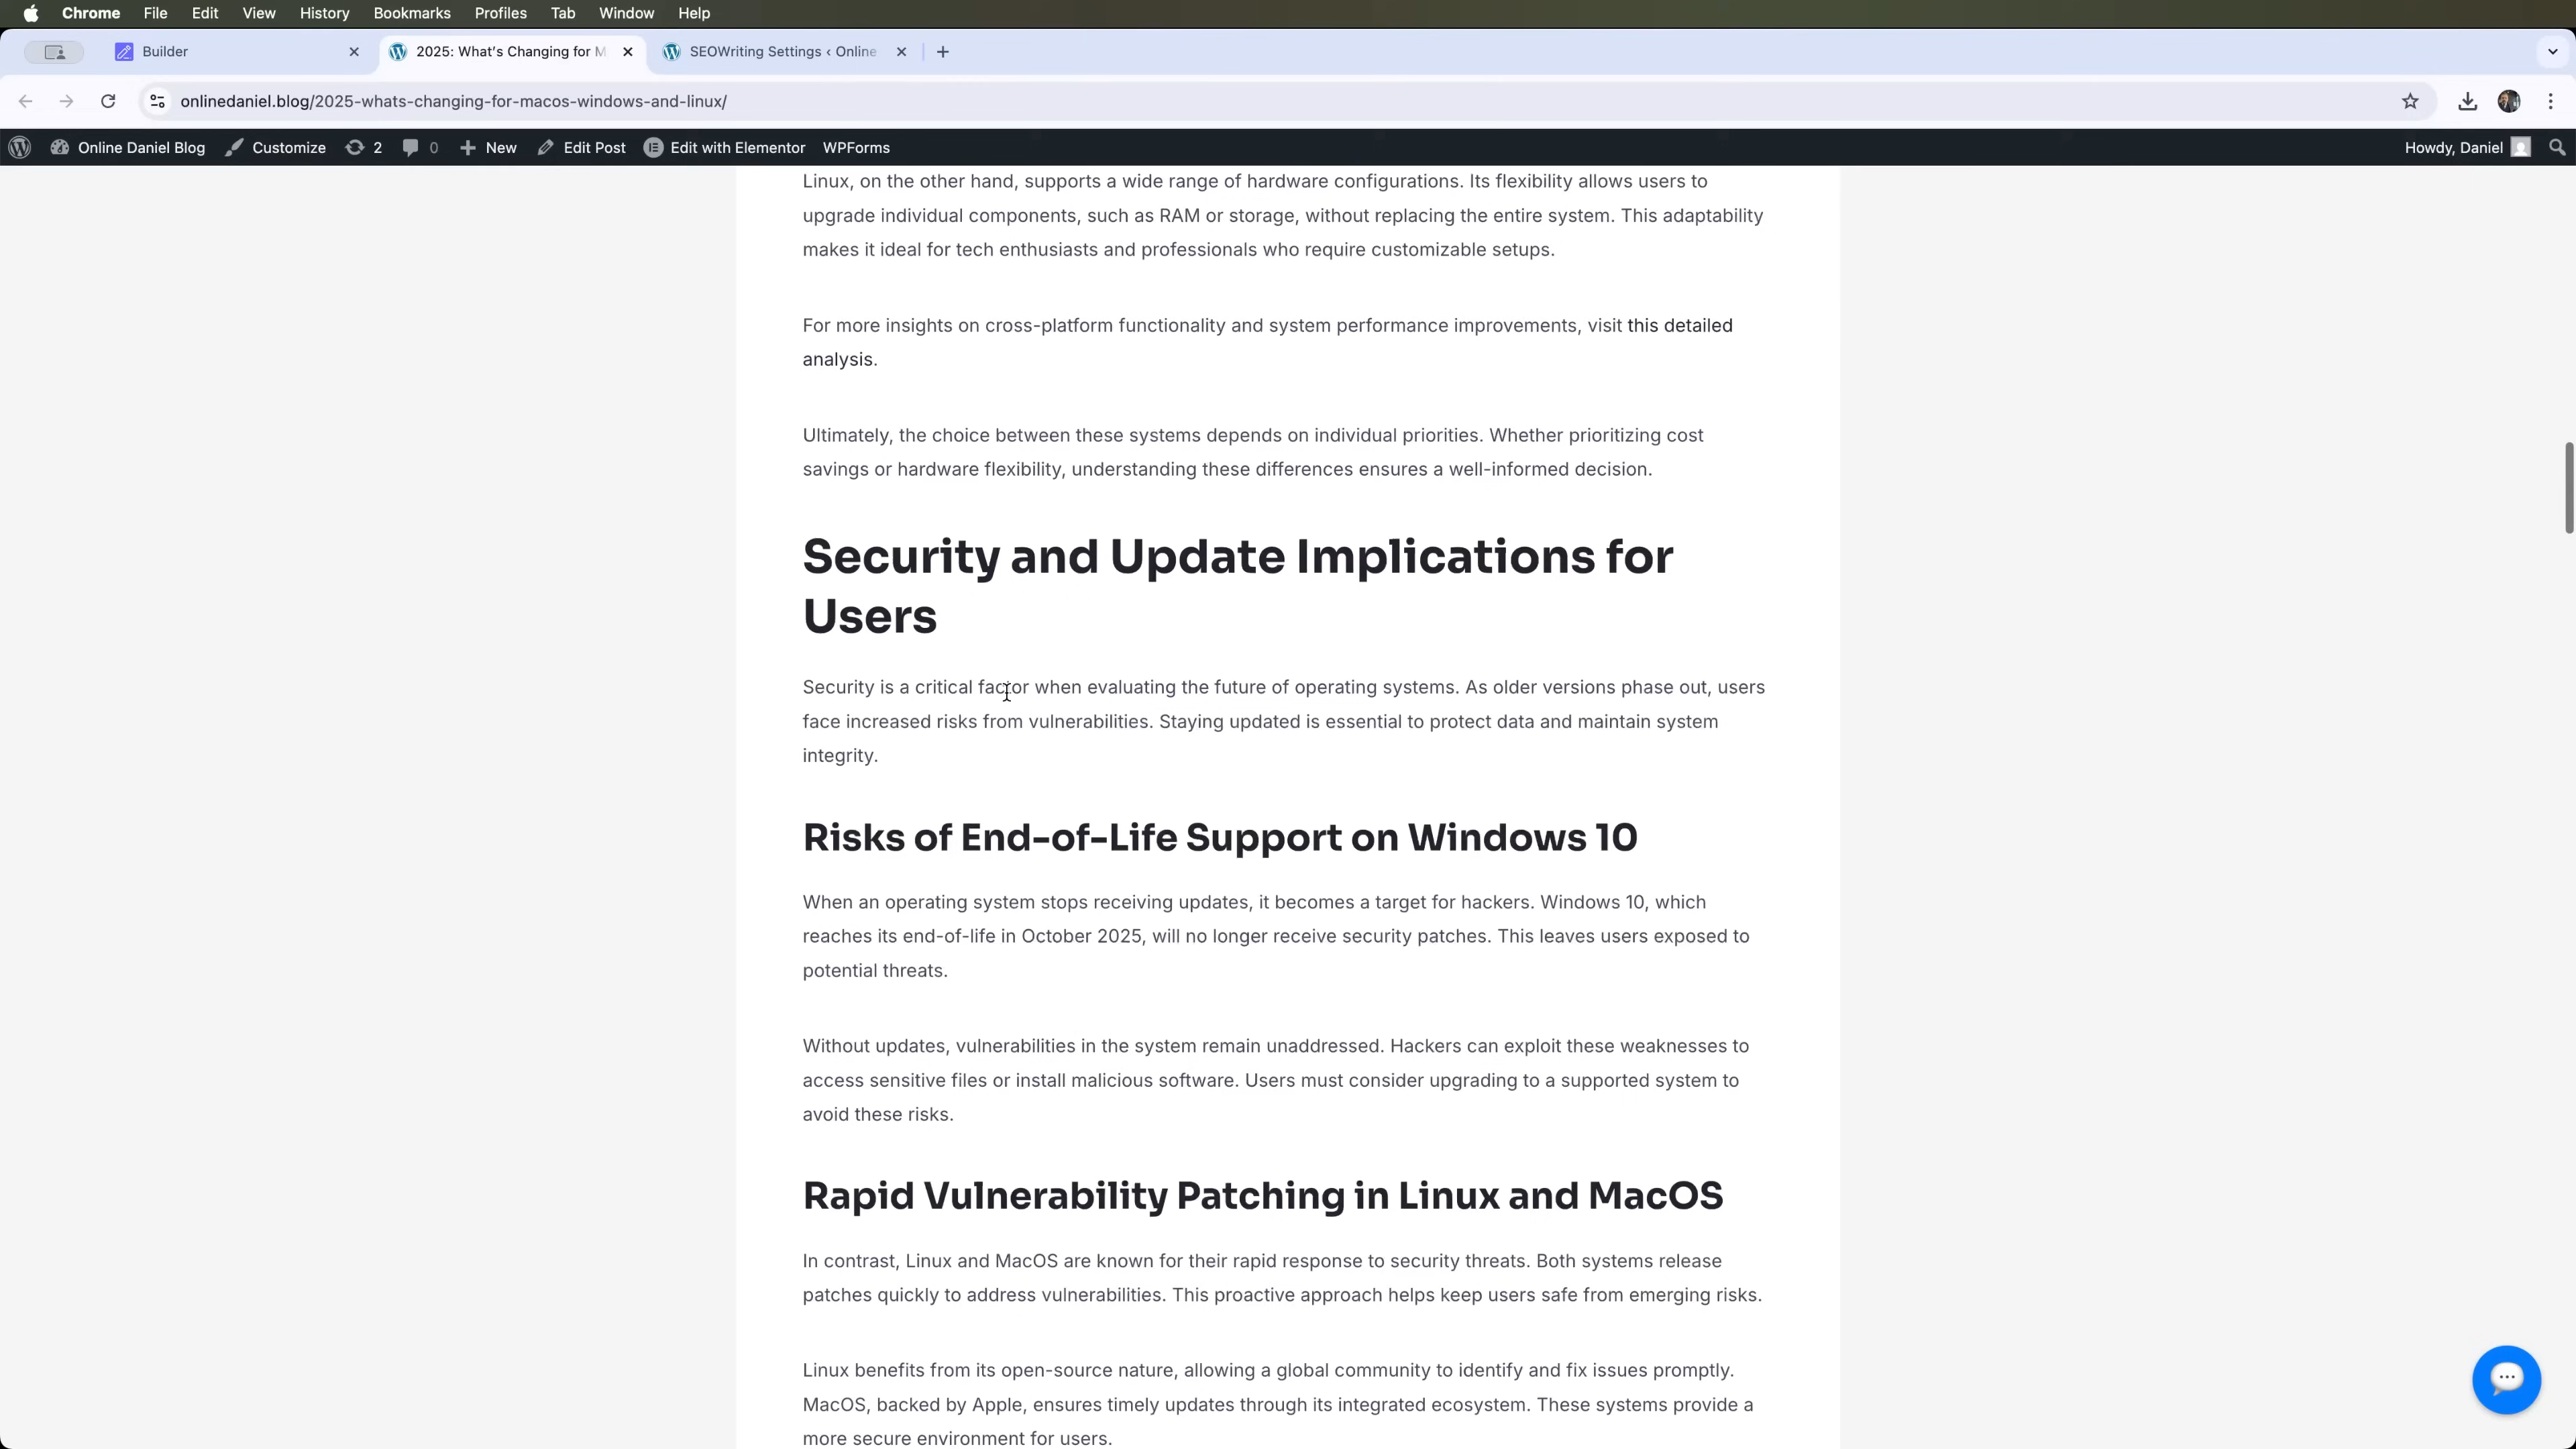 Chrome File Edit View History Bookmarks Profiles Tab Window Help
Builder 2025: What's Changing for M SEOWriting Settings ‹ Online
onlinedaniel.blog/2025-whats-changing-for-macos-windows-and-linux/
Online Daniel Blog Customize 2 0 New Edit Post Edit with Elementor WPForms Howdy, Daniel
Linux, on the other hand, supports a wide range of hardware configurations. Its flexibility allows users to
upgrade individual components, such as RAM or storage, without replacing the entire system. This adaptability
makes it ideal for tech enthusiasts and professionals who require customizable setups.
For more insights on cross-platform functionality and system performance improvements, visit this detailed
analysis.
Ultimately, the choice between these systems depends on individual priorities. Whether prioritizing cost
savings or hardware flexibility, understanding these differences ensures a well-informed decision.
Security and Update Implications for
Users
Security is a critical factor when evaluating the future of operating systems. As older versions phase out, users
face increased risks from vulnerabilities. Staying updated is essential to protect data and maintain system
integrity.
Risks of End-of-Life Support on Windows 10
When an operating system stops receiving updates, it becomes a target for hackers. Windows 10, which
reaches its end-of-life in October 2025, will no longer receive security patches. This leaves users exposed to
potential threats.
Without updates, vulnerabilities in the system remain unaddressed. Hackers can exploit these weaknesses to
access sensitive files or install malicious software. Users must consider upgrading to a supported system to
avoid these risks.
Rapid Vulnerability Patching in Linux and MacOS
In contrast, Linux and MacOS are known for their rapid response to security threats. Both systems release
patches quickly to address vulnerabilities. This proactive approach helps keep users safe from emerging risks.
Linux benefits from its open-source nature, allowing a global community to identify and fix issues promptly.
MacOS, backed by Apple, ensures timely updates through its integrated ecosystem. These systems provide a
more secure environment for users.